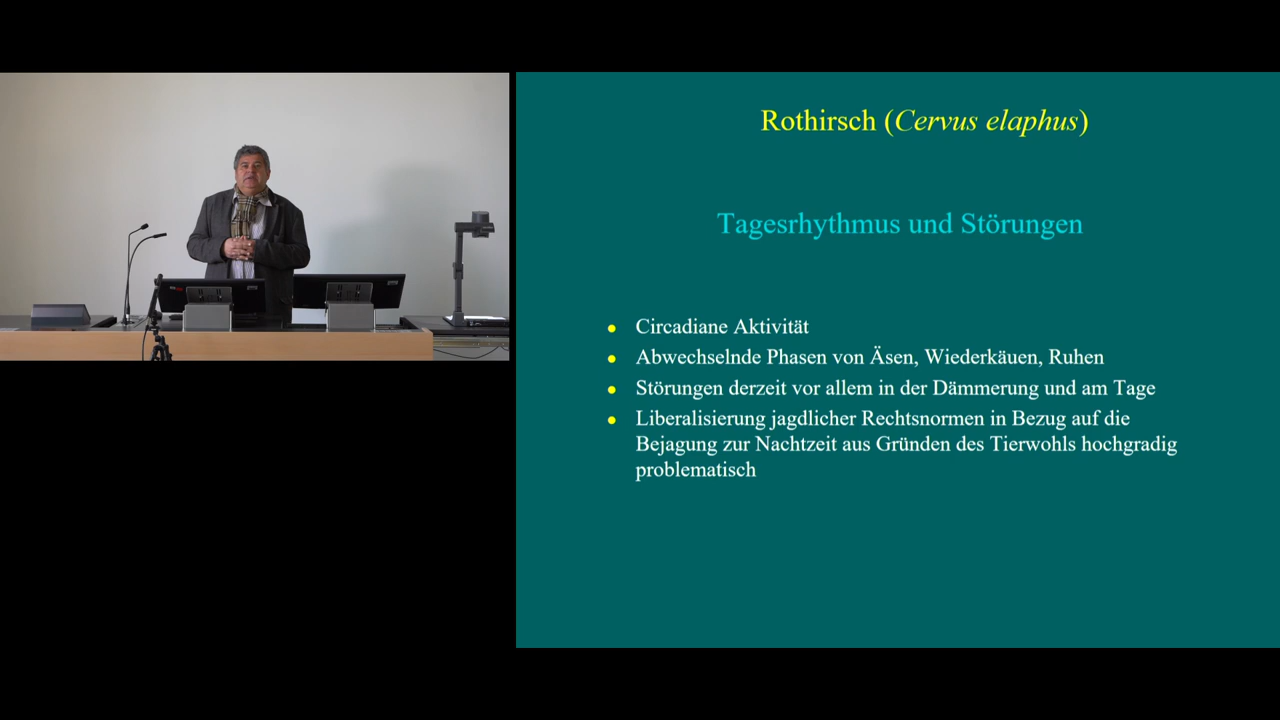 Rothirsch (Cervus elaphus)
Tagesrhythmus und Störungen
• Circadiane Aktivität
• Abwechselnde Phasen von Äsen, Wiederkäuen, Ruhen
• Störungen derzeit vor allem in der Dämmerung und am Tage
• Liberalisierung jagdlicher Rechtsnormen in Bezug auf die
Bejagung zur Nachtzeit aus Gründen des Tierwohls hochgradig
problematisch